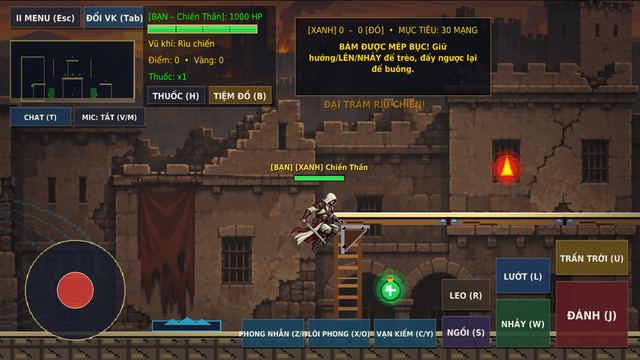 II MENU (Esc)
ĐỔI VK (Tab)
[BẠN – Chiến Thần]: 1000 HP
Vũ khí: Rìu chiến
Điểm: 0 • Vàng: 0
Thuốc: x1
THUỐC (H)
TIỆM ĐỒ (B)
CHAT (T)
MIC: TẮT (V/M)
[XANH] 0 – 0 [ĐỎ] • MỤC TIÊU: 30 MẠNG
BÁM ĐƯỢC MÉP BỤC! Giữ
hướng/LÊN/NHẢY để trèo, đẩy ngược lại
để buông.
ĐẠI TRẢM RÌU CHIẾN!
[BẠN] [XANH] Chiến Thần
TRẤN TRỜI (U)
LƯỚT (L)
LEO (R)
ĐÁNH (J)
NHẢY (W)
NGỒI (S)
PHONG NHẪN (Z/I)
LÔI PHONG (X/O)
VẠN KIẾM (C/Y)